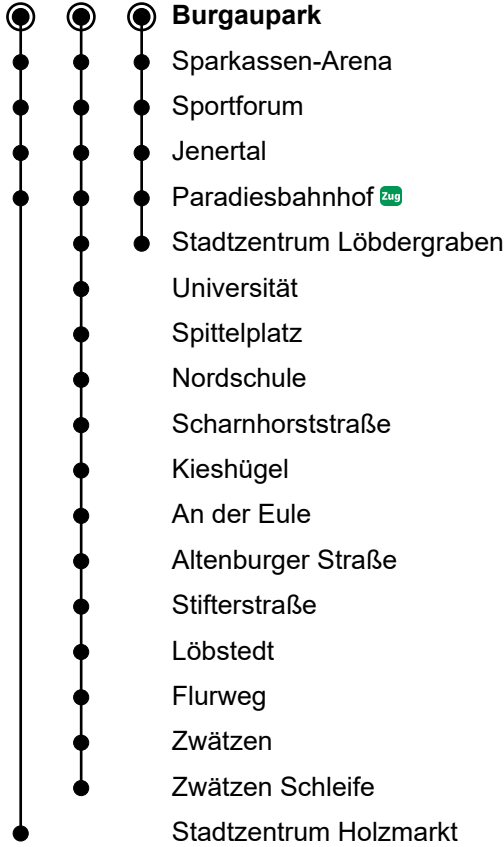 Burgaupark
Sparkassen-Arena
Sportforum
Jenertal
Paradiesbahnhof Zug
Stadtzentrum Löbdergraben
Universität
Spittelplatz
Nordschule
Scharnhorststraße
Kieshügel
An der Eule
Altenburger Straße
Stifterstraße
Löbstedt
Flurweg
Zwätzen
Zwätzen Schleife
Stadtzentrum Holzmarkt